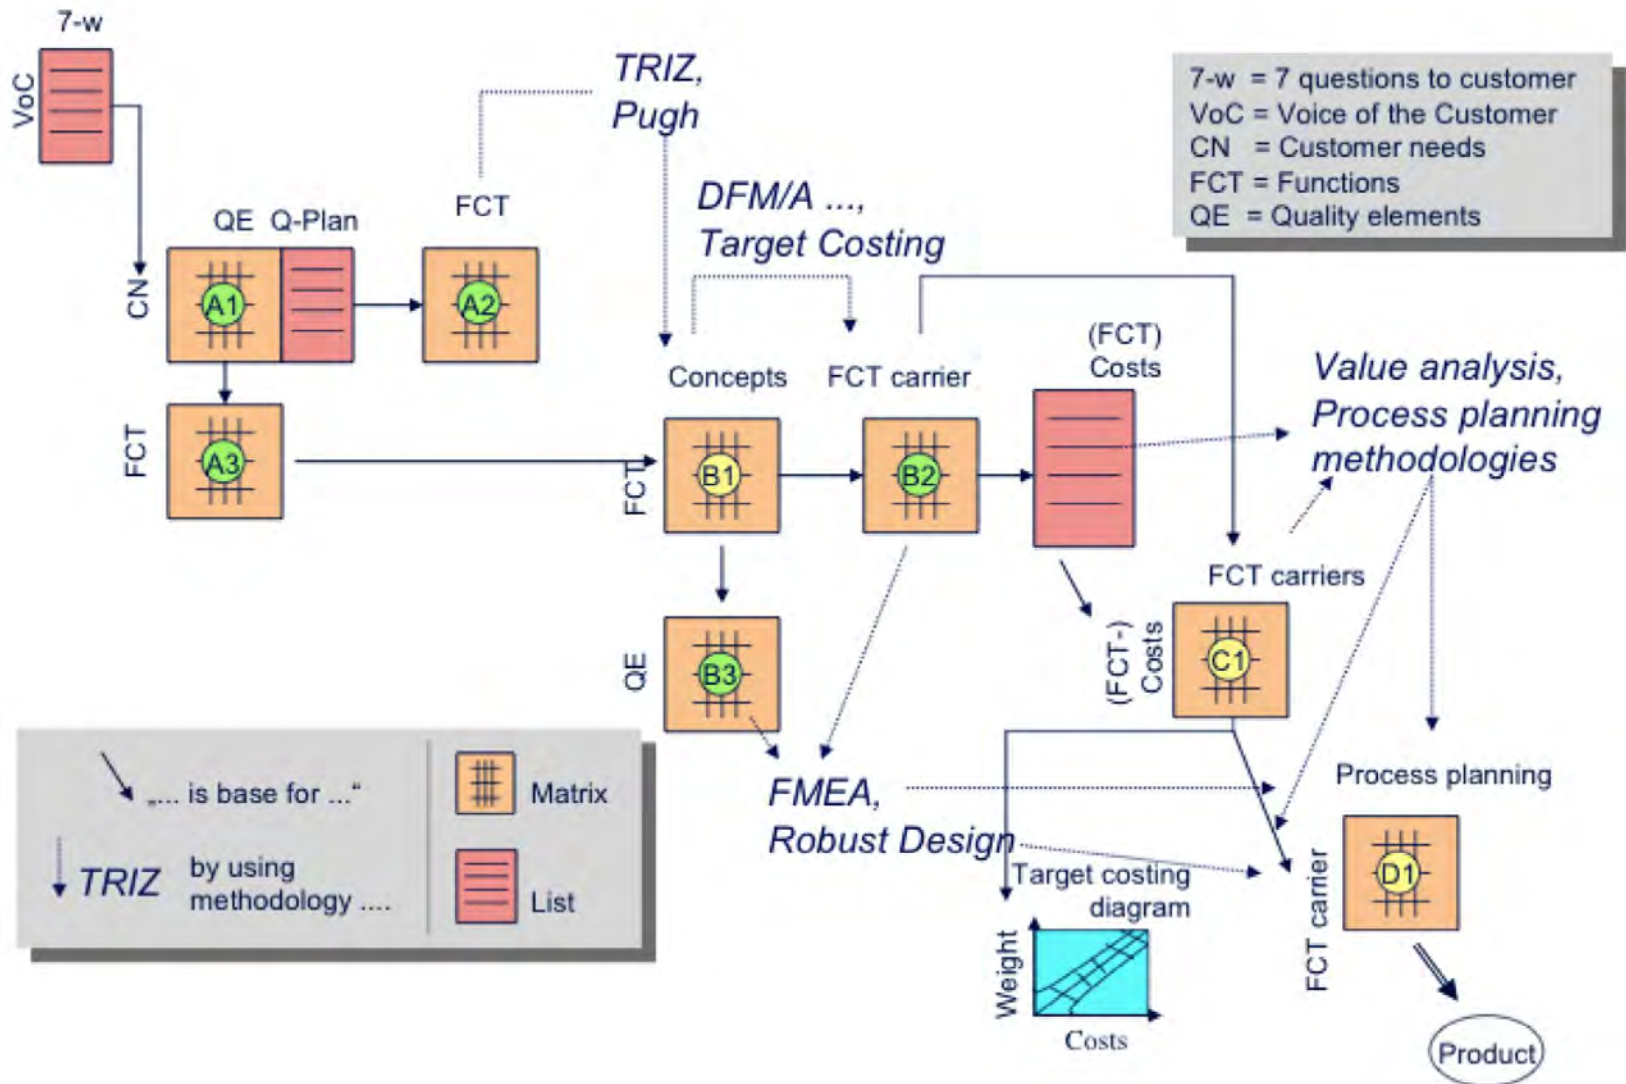 7-w
VoC
TRIZ,
Pugh
7-w = 7 questions to customer
VoC = Voice of the Customer
CN = Customer needs
FCT = Functions
QE = Quality elements
DFM/A ...,
Target Costing
QE Q-Plan
FCT
CN
A1
A2
(FCT)
Costs
Concepts
FCT carrier
Value analysis,
Process planning
methodologies
FCT
A3
FCT
B1
B2
FCT carriers
QE
B3
(FCT-)
Costs
C1
„... is base for ...“
Matrix
TRIZ
by using
methodology ....
List
FMEA,
Robust Design
Process planning
Target costing
diagram
Weight
Costs
FCT carrier
D1
Product